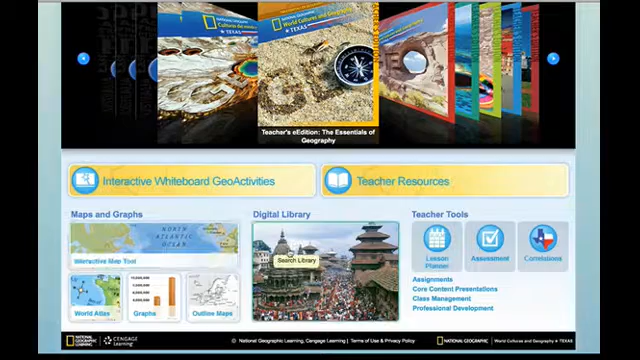 NATIONAL GEOGRAPHIC
World Cultures and Geography
TEXAS
Teacher's eEdition: The Essentials of
Geography
Interactive Whiteboard GeoActivities
Teacher Resources
Maps and Graphs
Digital Library
Teacher Tools
NORTH
ATLANTIC
OCEAN
Interactive Map Tool
World Atlas
Graphs
Outline Maps
Search Library
Lesson
Planner
Assessment
Correlations
Assignments
Core Content Presentations
Class Management
Professional Development
NATIONAL GEOGRAPHIC LEARNING
CENGAGE Learning
© National Geographic Learning, Cengage Learning | Terms of Use & Privacy Policy
NATIONAL GEOGRAPHIC | World Cultures and Geography TEXAS